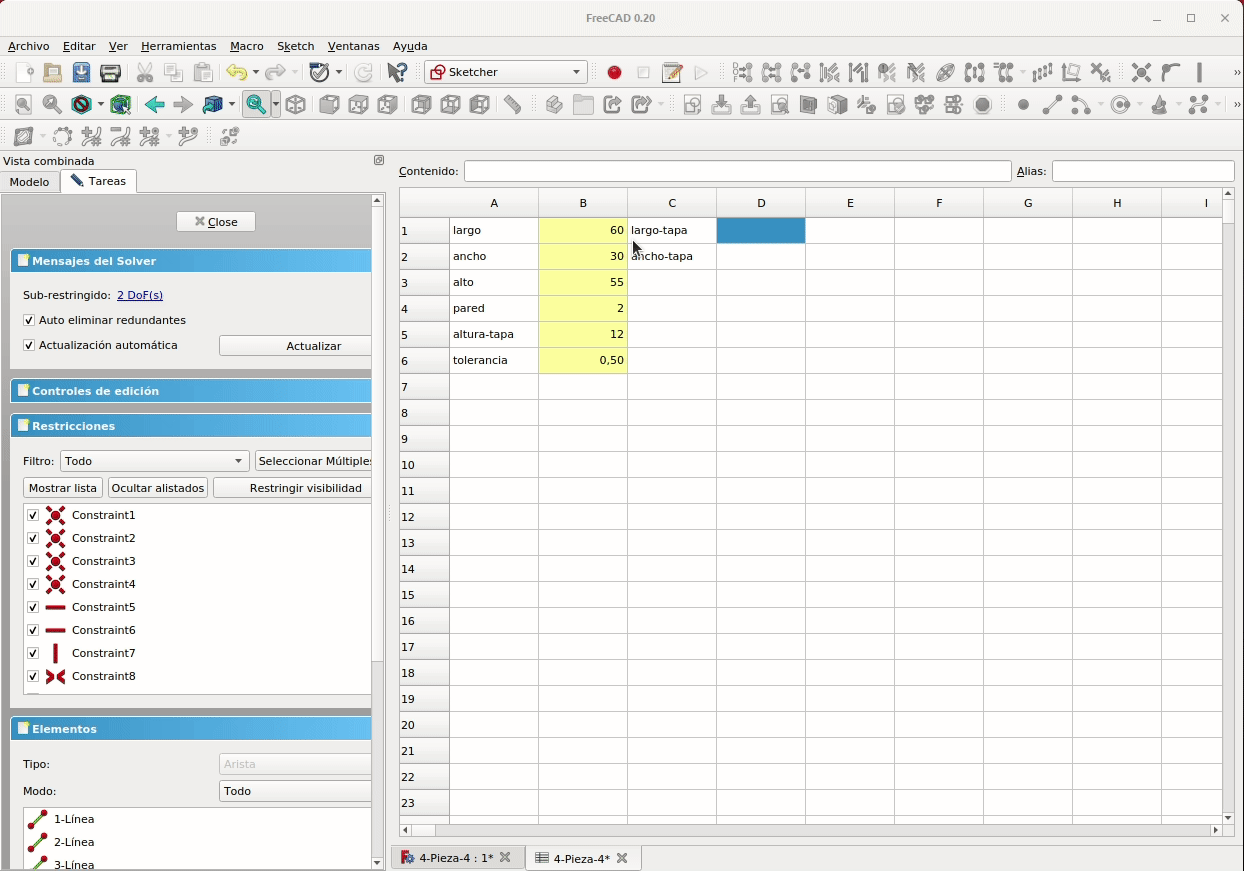 FreeCAD 0.20
Archivo Editar Ver Herramientas Macro Sketch Ventanas Ayuda
Sketcher
Vista combinada
Modelo Tareas
Close
Mensajes del Solver
Sub-restringido: 2 DoF(s)
Auto eliminar redundantes
Actualización automática Actualizar
Controles de edición
Restricciones
Filtro: Todo Seleccionar Múltiples
Mostrar lista Ocultar alistados Restringir visibilidad
Constraint1
Constraint2
Constraint3
Constraint4
Constraint5
Constraint6
Constraint7
Constraint8
Elementos
Tipo: Arista
Modo: Todo
1-Línea
2-Línea
3-Línea
Contenido: Alias:
A B C D E F G H I
1 largo 60 largo-tapa
2 ancho 30 ancho-tapa
3 alto 55
4 pared 2
5 altura-tapa 12
6 tolerancia 0,50
7
8
9
10
11
12
13
14
15
16
17
18
19
20
21
22
23
4-Pieza-4 : 1* 4-Pieza-4*